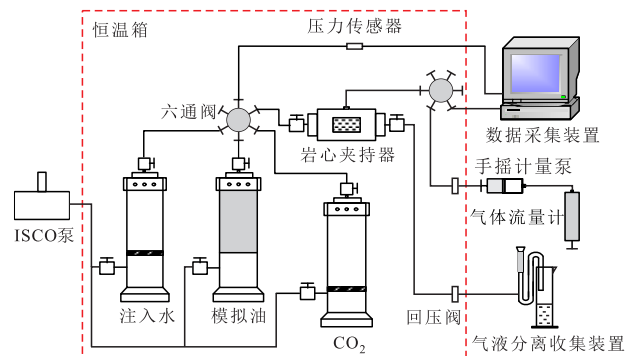 恒温箱
压力传感器
六通阀
数据采集装置
岩心夹持器
手摇计量泵
气体流量计
ISCO泵
注入水
模拟油
CO₂
回压阀
气液分离收集装置